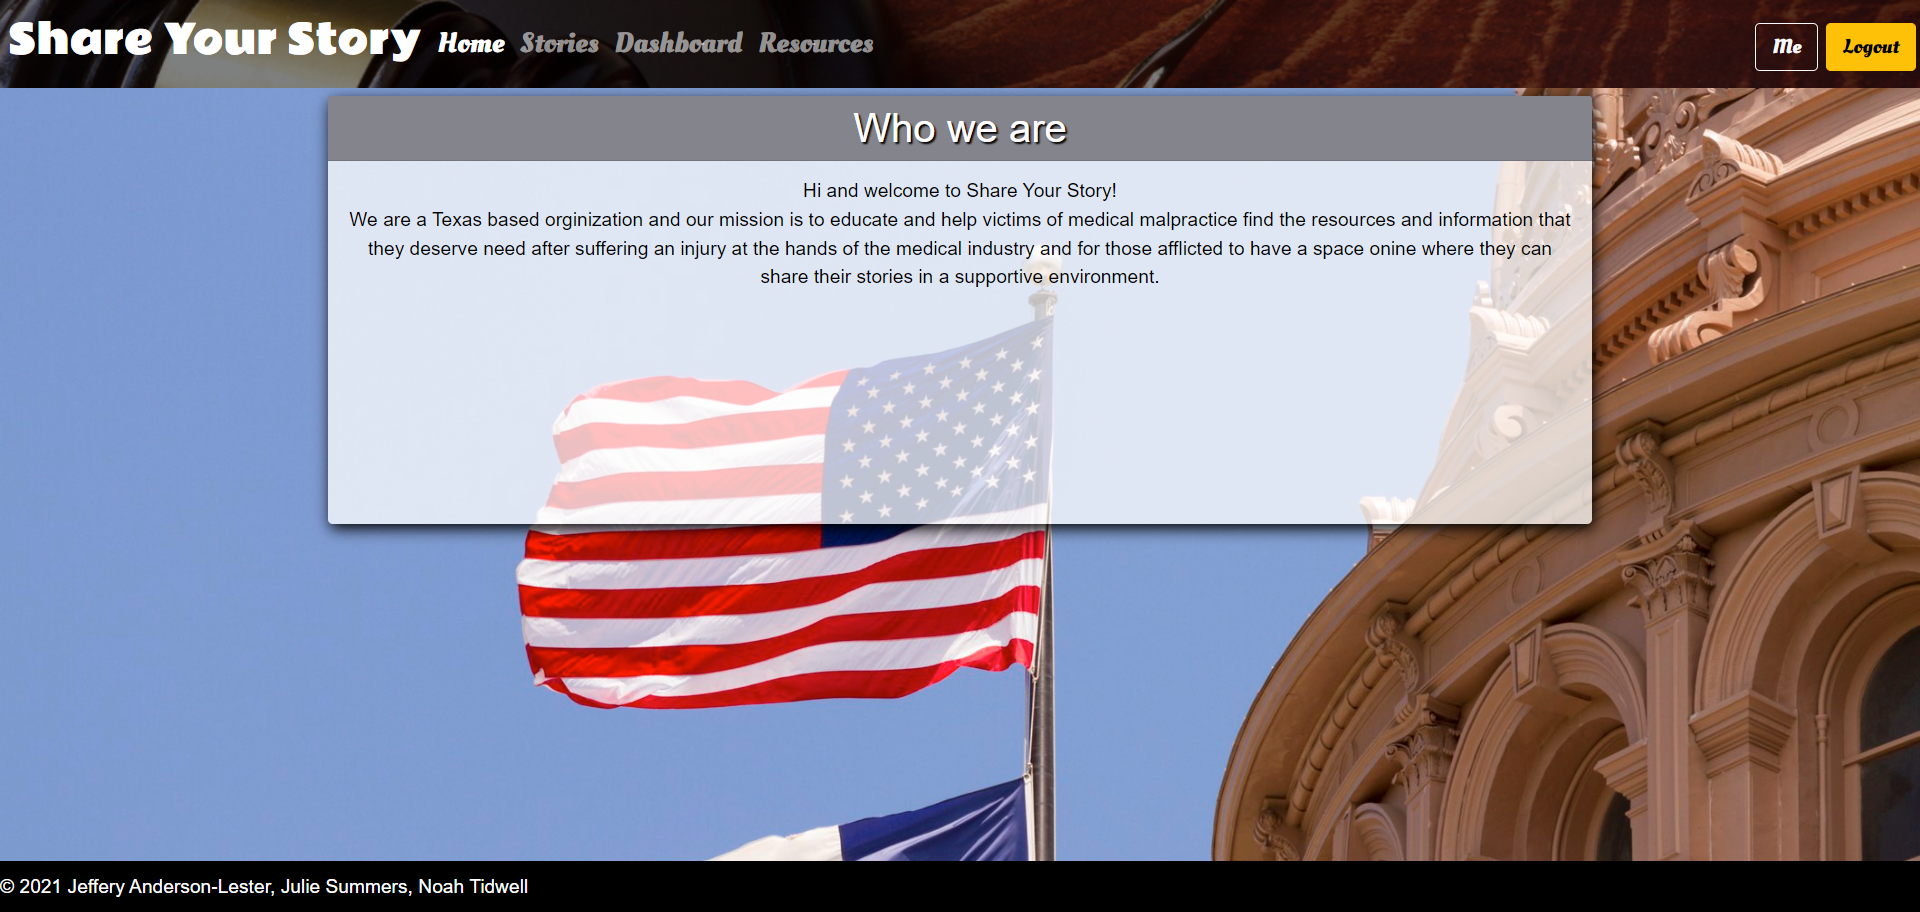 Share Your Story Home Stories Dashboard Resources Me Logout
Who we are
Hi and welcome to Share Your Story!
We are a Texas based orginization and our mission is to educate and help victims of medical malpractice find the resources and information that
they deserve need after suffering an injury at the hands of the medical industry and for those afflicted to have a space onine where they can
share their stories in a supportive environment.
© 2021 Jeffery Anderson-Lester, Julie Summers, Noah Tidwell